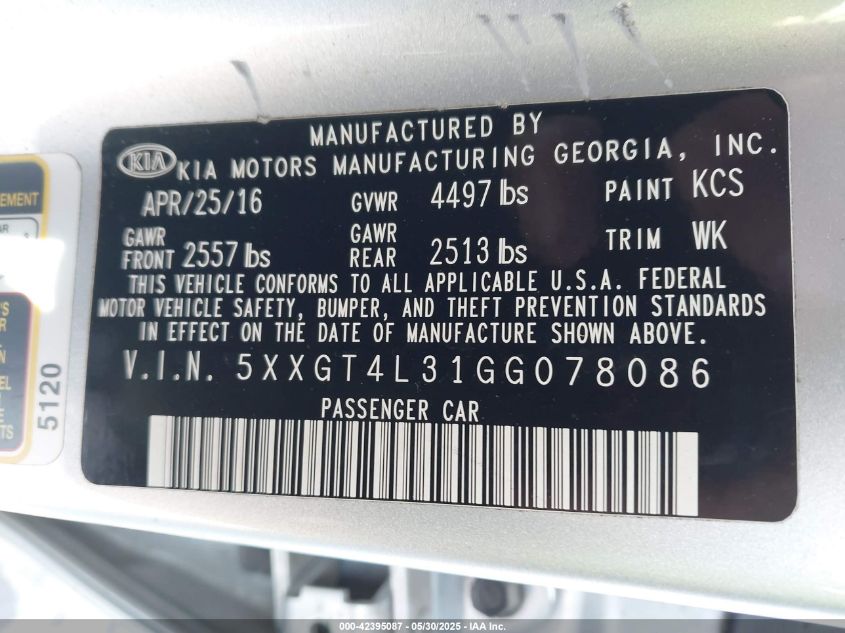 MANUFACTURED BY
KIA KIA MOTORS MANUFACTURING GEORGIA, INC.
APR/25/16 GVWR 4497 lbs PAINT KCS
GAWR FRONT 2557 lbs GAWR REAR 2513 lbs TRIM WK
THIS VEHICLE CONFORMS TO ALL APPLICABLE U.S.A. FEDERAL
MOTOR VEHICLE SAFETY, BUMPER, AND THEFT PREVENTION STANDARDS
IN EFFECT ON THE DATE OF MANUFACTURE SHOWN ABOVE.
V.I.N. 5XXGT4L31GG078086
PASSENGER CAR
5120
000-42395087 - 05/30/2025 - IAA Holdings, LLC.